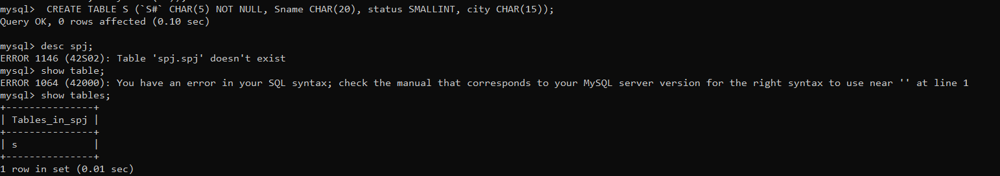 mysql>  CREATE TABLE S (`S#` CHAR(5) NOT NULL, Sname CHAR(20), status SMALLINT, city CHAR(15));
Query OK, 0 rows affected (0.10 sec)
mysql> desc spj;
ERROR 1146 (42S02): Table 'spj.spj' doesn't exist
mysql> show table;
ERROR 1064 (42000): You have an error in your SQL syntax; check the manual that corresponds to your MySQL server version for the right syntax to use near '' at line 1
mysql> show tables;
+---------------+
| Tables_in_spj |
+---------------+
| s             |
+---------------+
1 row in set (0.01 sec)